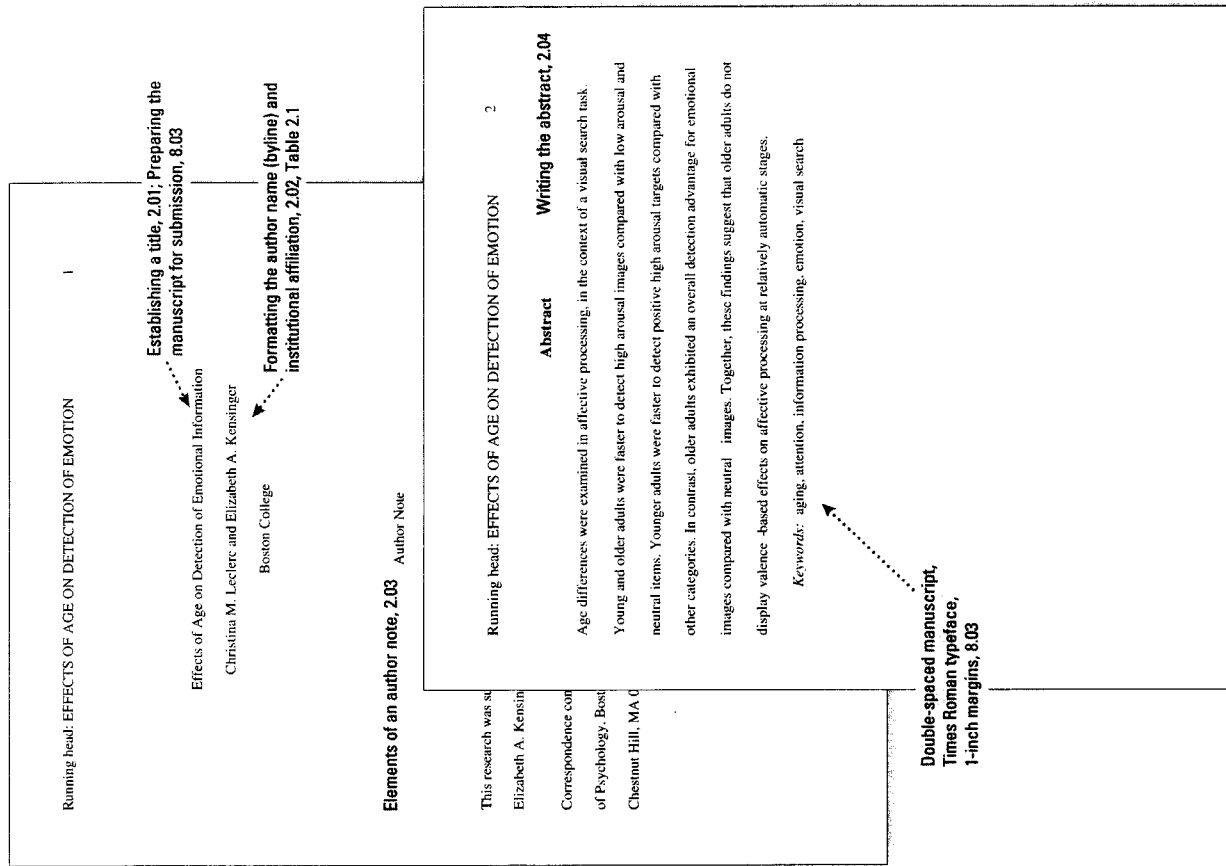 Running head: EFFECTS OF AGE ON DETECTION OF EMOTION 1
Establishing a title, 2.01; Preparing the
manuscript for submission, 8.03
Effects of Age on Detection of Emotional Information
Christina M. Leclerc and Elizabeth A. Kensinger
Formatting the author name (byline) and
institutional affiliation, 2.02, Table 2.1
Boston College
Elements of an author note, 2.03
Author Note
This research was
Elizabeth A.
Correspondence
of Psychology,
Chestnut Hill, MA
Running head: EFFECTS OF AGE ON DETECTION OF EMOTION 2
Abstract
Writing the abstract, 2.04
Age differences were examined in affective processing, in the context of a visual search task.
Young and older adults were faster to detect high arousal images compared with low arousal and
neutral items. Younger adults were faster to detect positive high arousal targets compared with
other categories. In contrast, older adults exhibited an overall detection advantage for emotional
images compared with neutral images. Together, these findings suggest that older adults do not
display valence -based effects on affective processing at relatively automatic stages.
Keywords: aging, attention, information processing, emotion, visual search
Double-spaced manuscript,
Times Roman typeface,
1-inch margins, 8.03